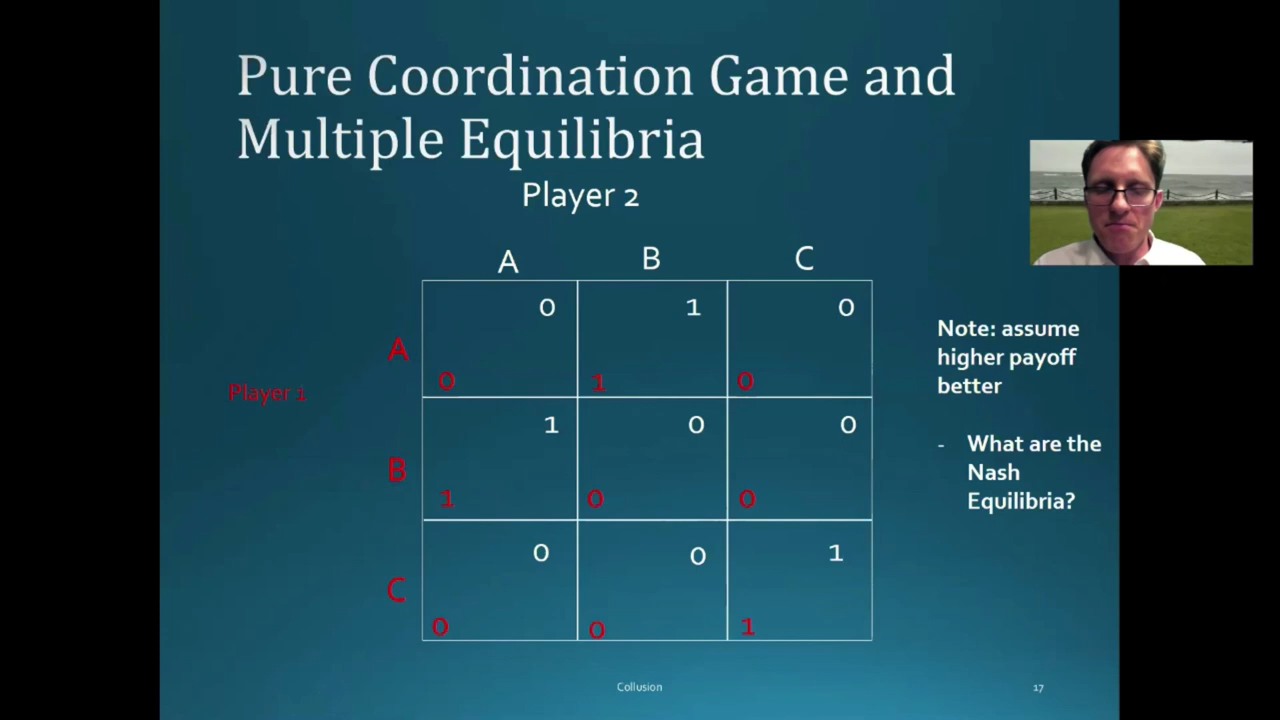 Pure Coordination Game and
Multiple Equilibria
Player 2
A B C
0 1 0
A
0 1 0
Player 1
1 0 0
B
1 0 0
0 0 1
C
0 0 1
Note: assume
higher payoff
better
- What are the
Nash
Equilibria?
Collusion
17